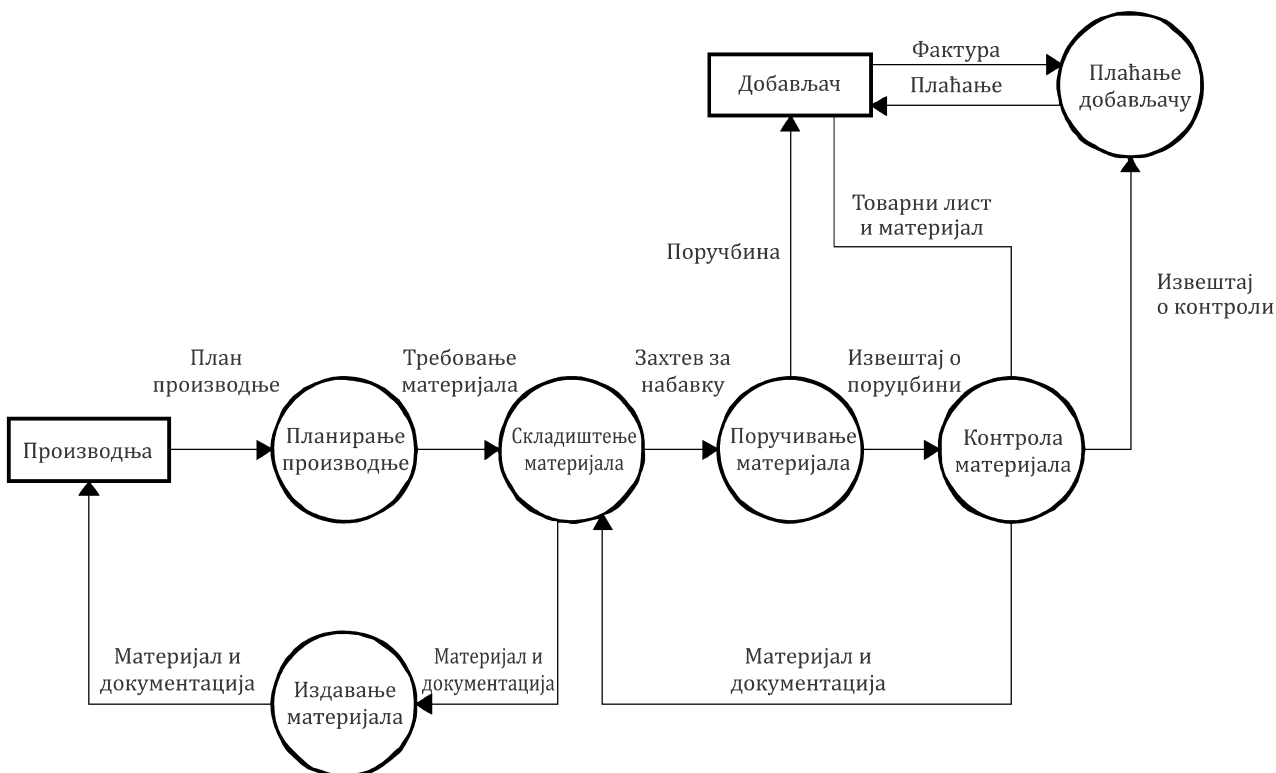 Фактура
Добављач
Плаћање
Плаћање
добављачу
Товарни лист
и материјал
Поручбина
Извештај
о контроли
План
производње
Требовање
материјала
Захтев за
набавку
Извештај о
поруџбини
Производња
Планирање
производње
Складиштење
материјала
Поручивање
материјала
Контрола
материјала
Материјал и
документација
Издавање
материјала
Материјал и
документација
Материјал и
документација